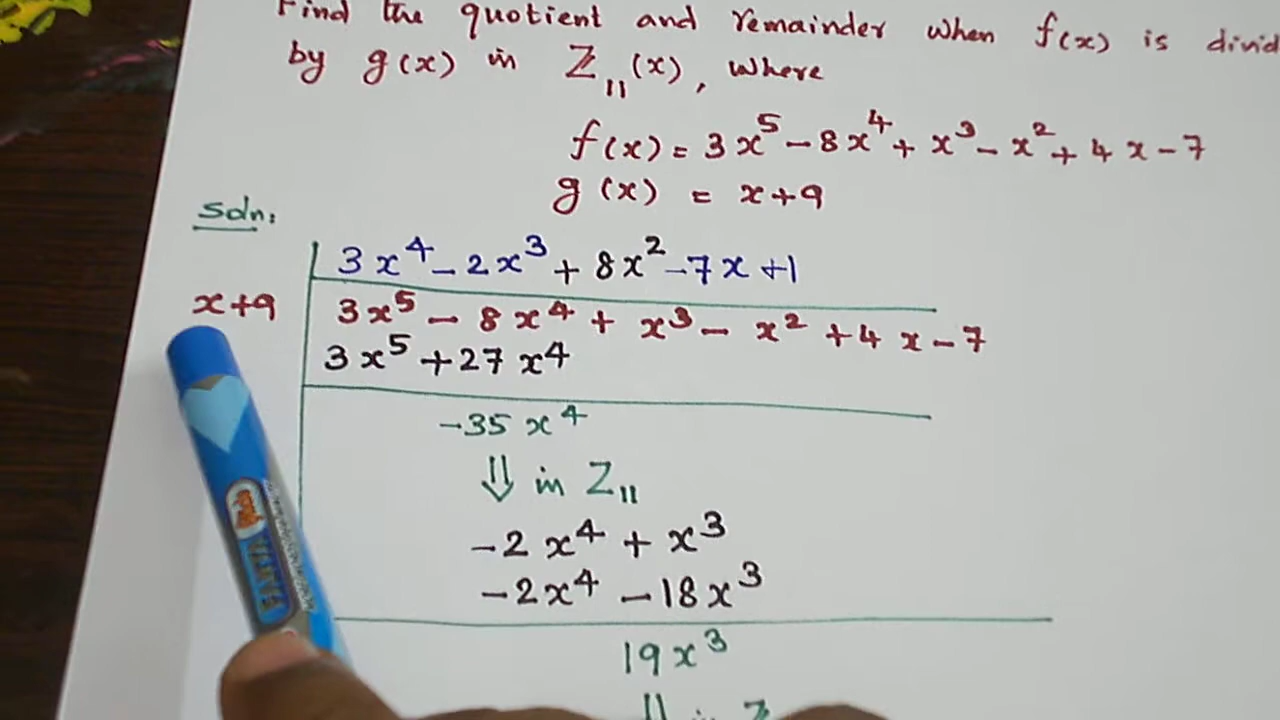 Find the quotient and remainder when f(x) is divid
by g(x) in Z₁₁(x), where
f(x) = 3x⁵ - 8x⁴ + x³ - x² + 4x - 7
g(x) = x+9
Soln:
3x⁴ - 2x³ + 8x² - 7x + 1
x+9
3x⁵ - 8x⁴ + x³ - x² + 4x - 7
3x⁵ + 27x⁴
-35x⁴
⇓ in Z₁₁
-2x⁴ + x³
-2x⁴ - 18x³
19x³